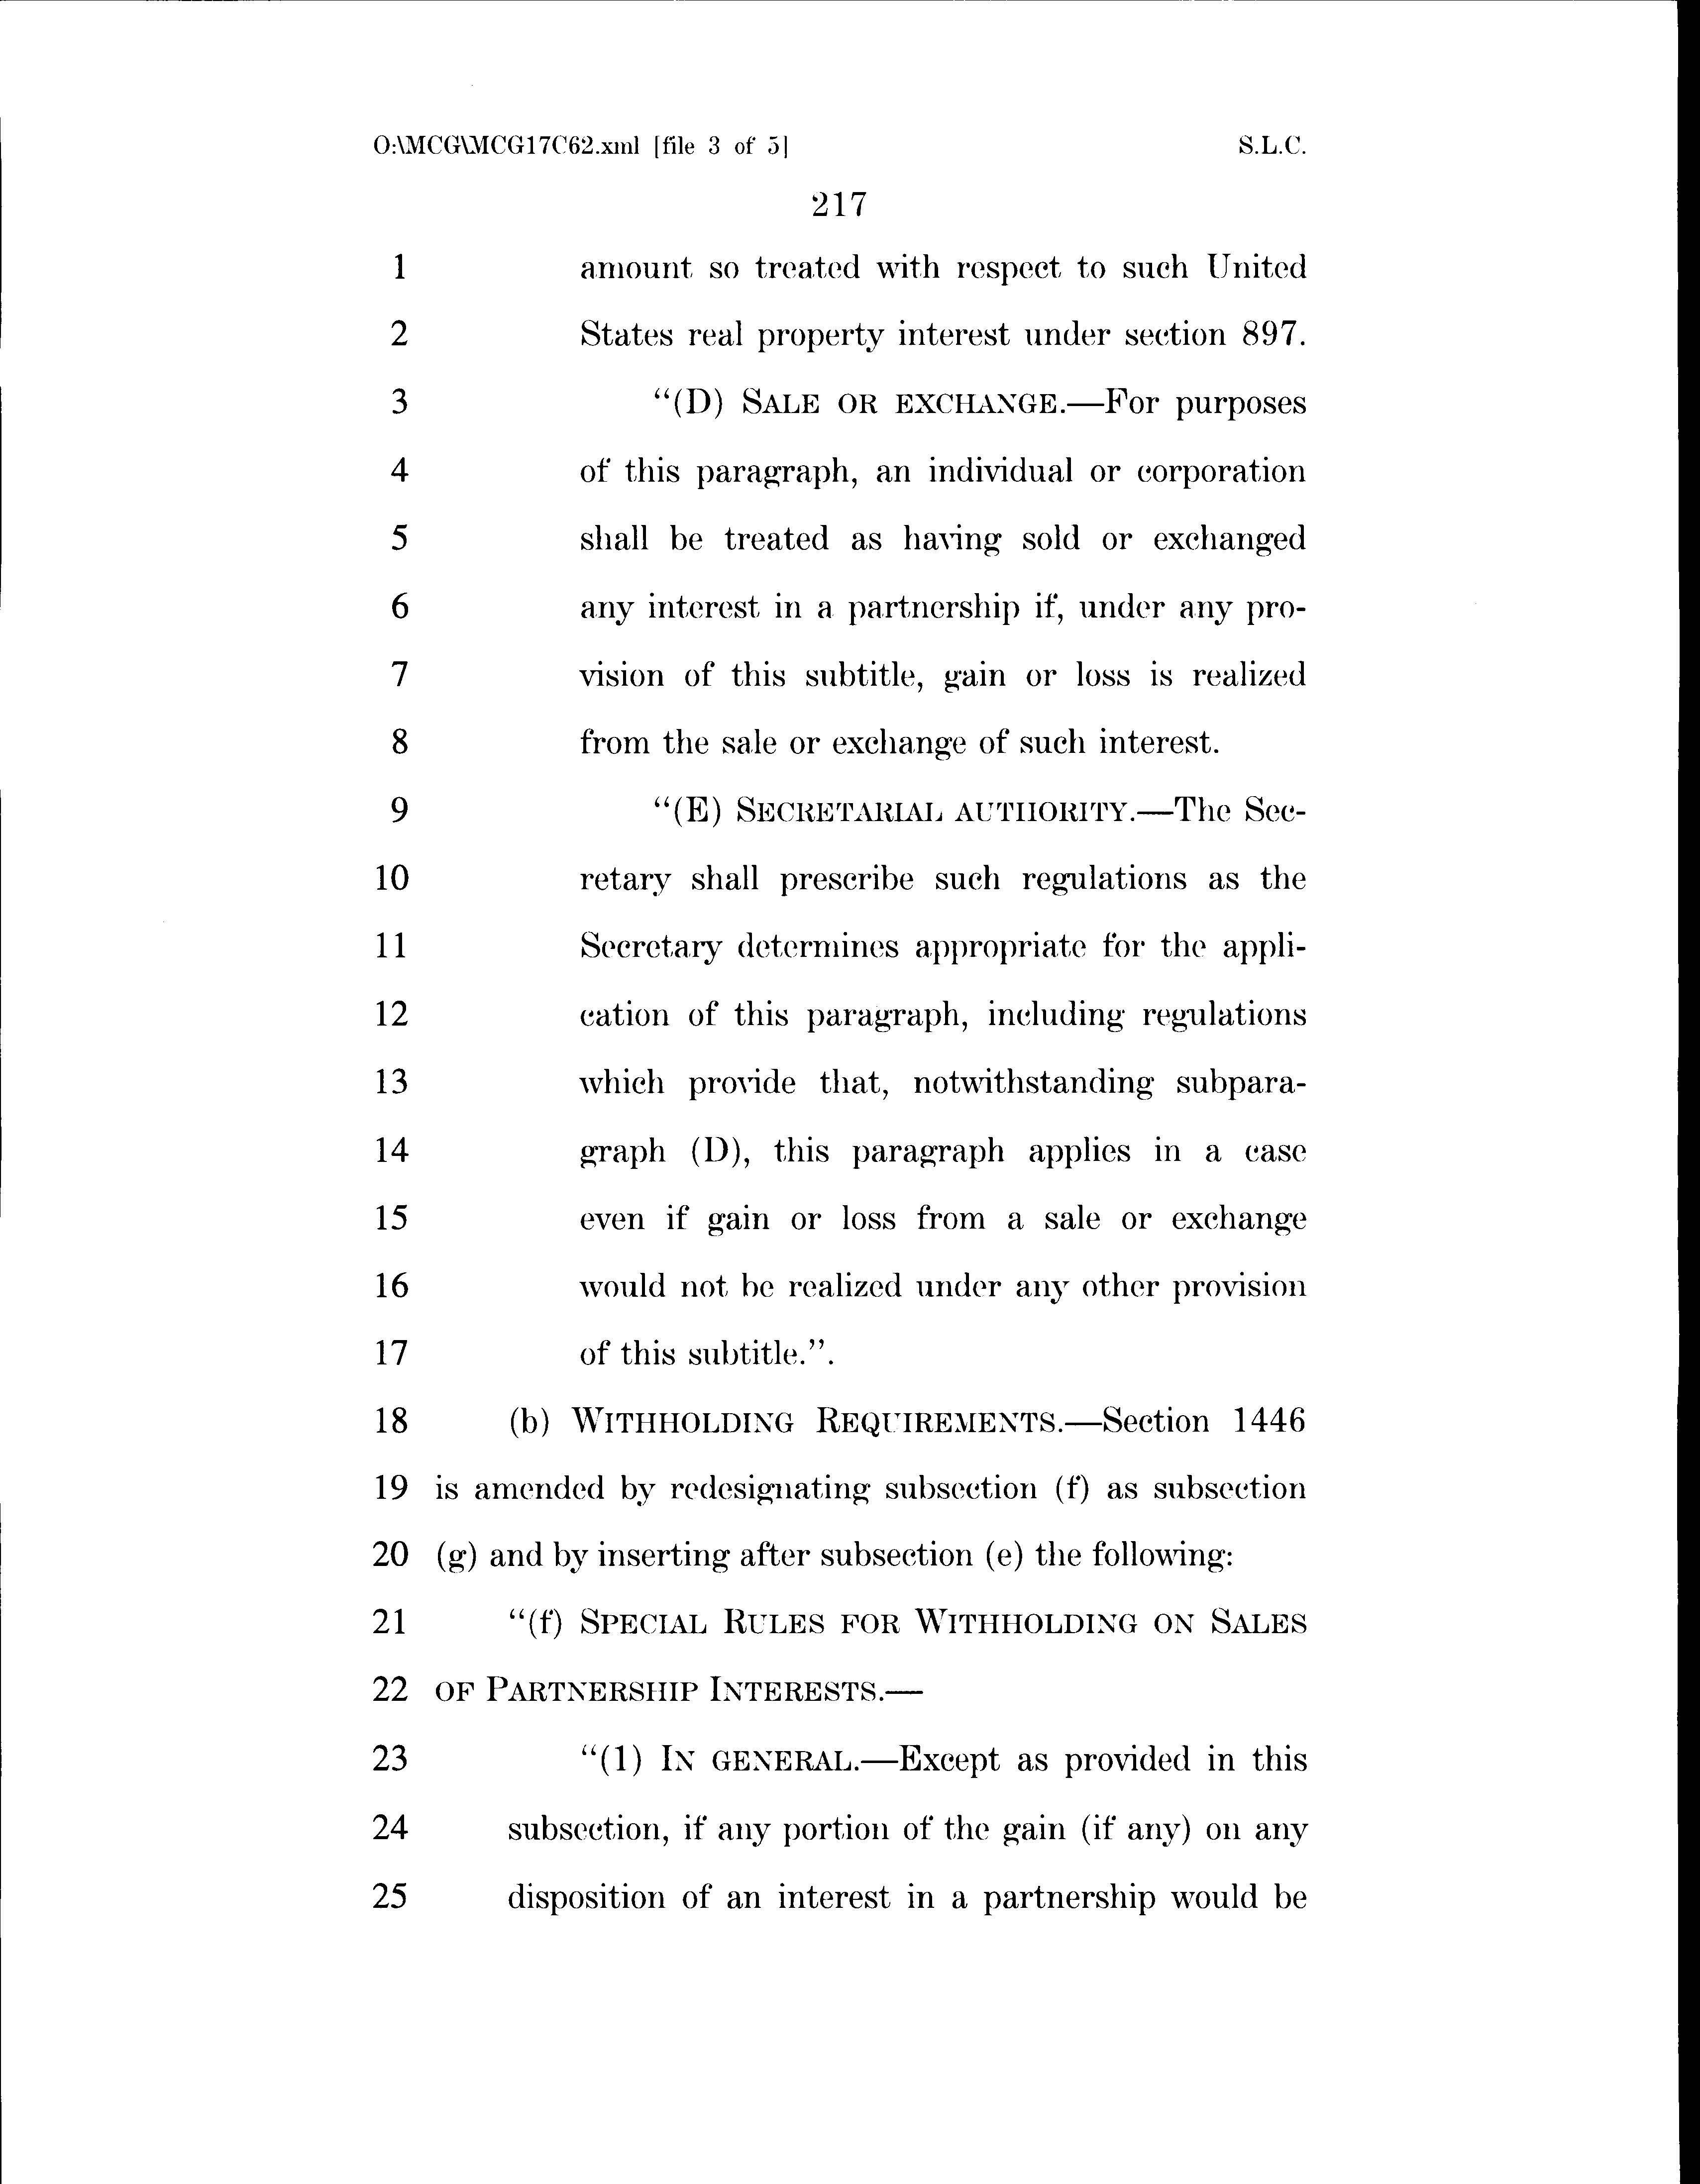 O:\MCG\MCG17C62.xml [file 3 of 5] S.L.C.
217
1 amount so treated with respect to such United
2 States real property interest under section 897.
3 “(D) SALE OR EXCHANGE.—For purposes
4 of this paragraph, an individual or corporation
5 shall be treated as having sold or exchanged
6 any interest in a partnership if, under any pro-
7 vision of this subtitle, gain or loss is realized
8 from the sale or exchange of such interest.
9 “(E) SECRETARIAL AUTHORITY.—The Sec-
10 retary shall prescribe such regulations as the
11 Secretary determines appropriate for the appli-
12 cation of this paragraph, including regulations
13 which provide that, notwithstanding subpara-
14 graph (D), this paragraph applies in a case
15 even if gain or loss from a sale or exchange
16 would not be realized under any other provision
17 of this subtitle.”.
18 (b) WITHHOLDING REQUIREMENTS.—Section 1446
19 is amended by redesignating subsection (f) as subsection
20 (g) and by inserting after subsection (e) the following:
21 “(f) SPECIAL RULES FOR WITHHOLDING ON SALES
22 OF PARTNERSHIP INTERESTS.—
23 “(1) IN GENERAL.—Except as provided in this
24 subsection, if any portion of the gain (if any) on any
25 disposition of an interest in a partnership would be